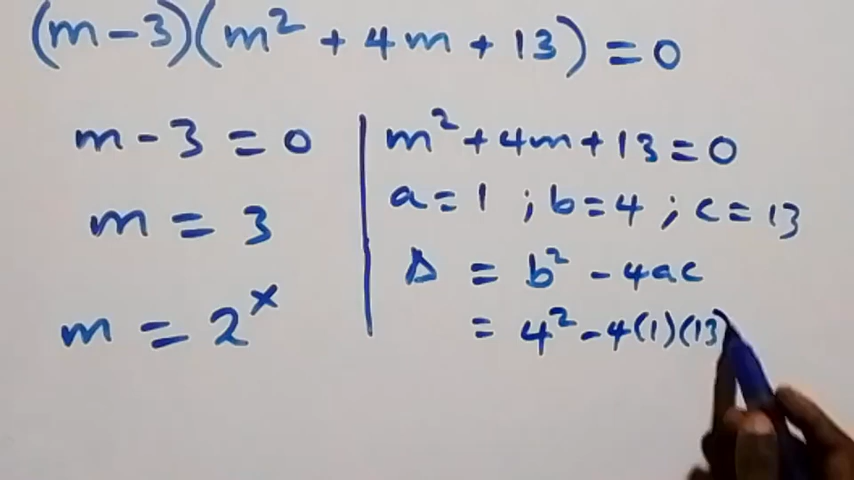 (m-3)(m² + 4m + 13) = 0
m - 3 = 0
m = 3
m = 2ˣ
m² + 4m + 13 = 0
a = 1 ; b = 4 ; c = 13
Δ = b² - 4ac
= 4² - 4(1)(13)